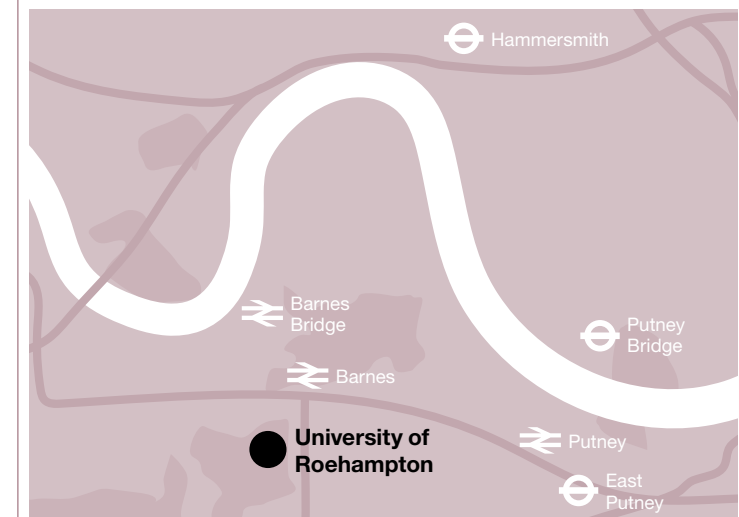 Hammersmith
Barnes
Bridge
Putney
Bridge
Barnes
University of
Roehampton
Putney
East
Putney